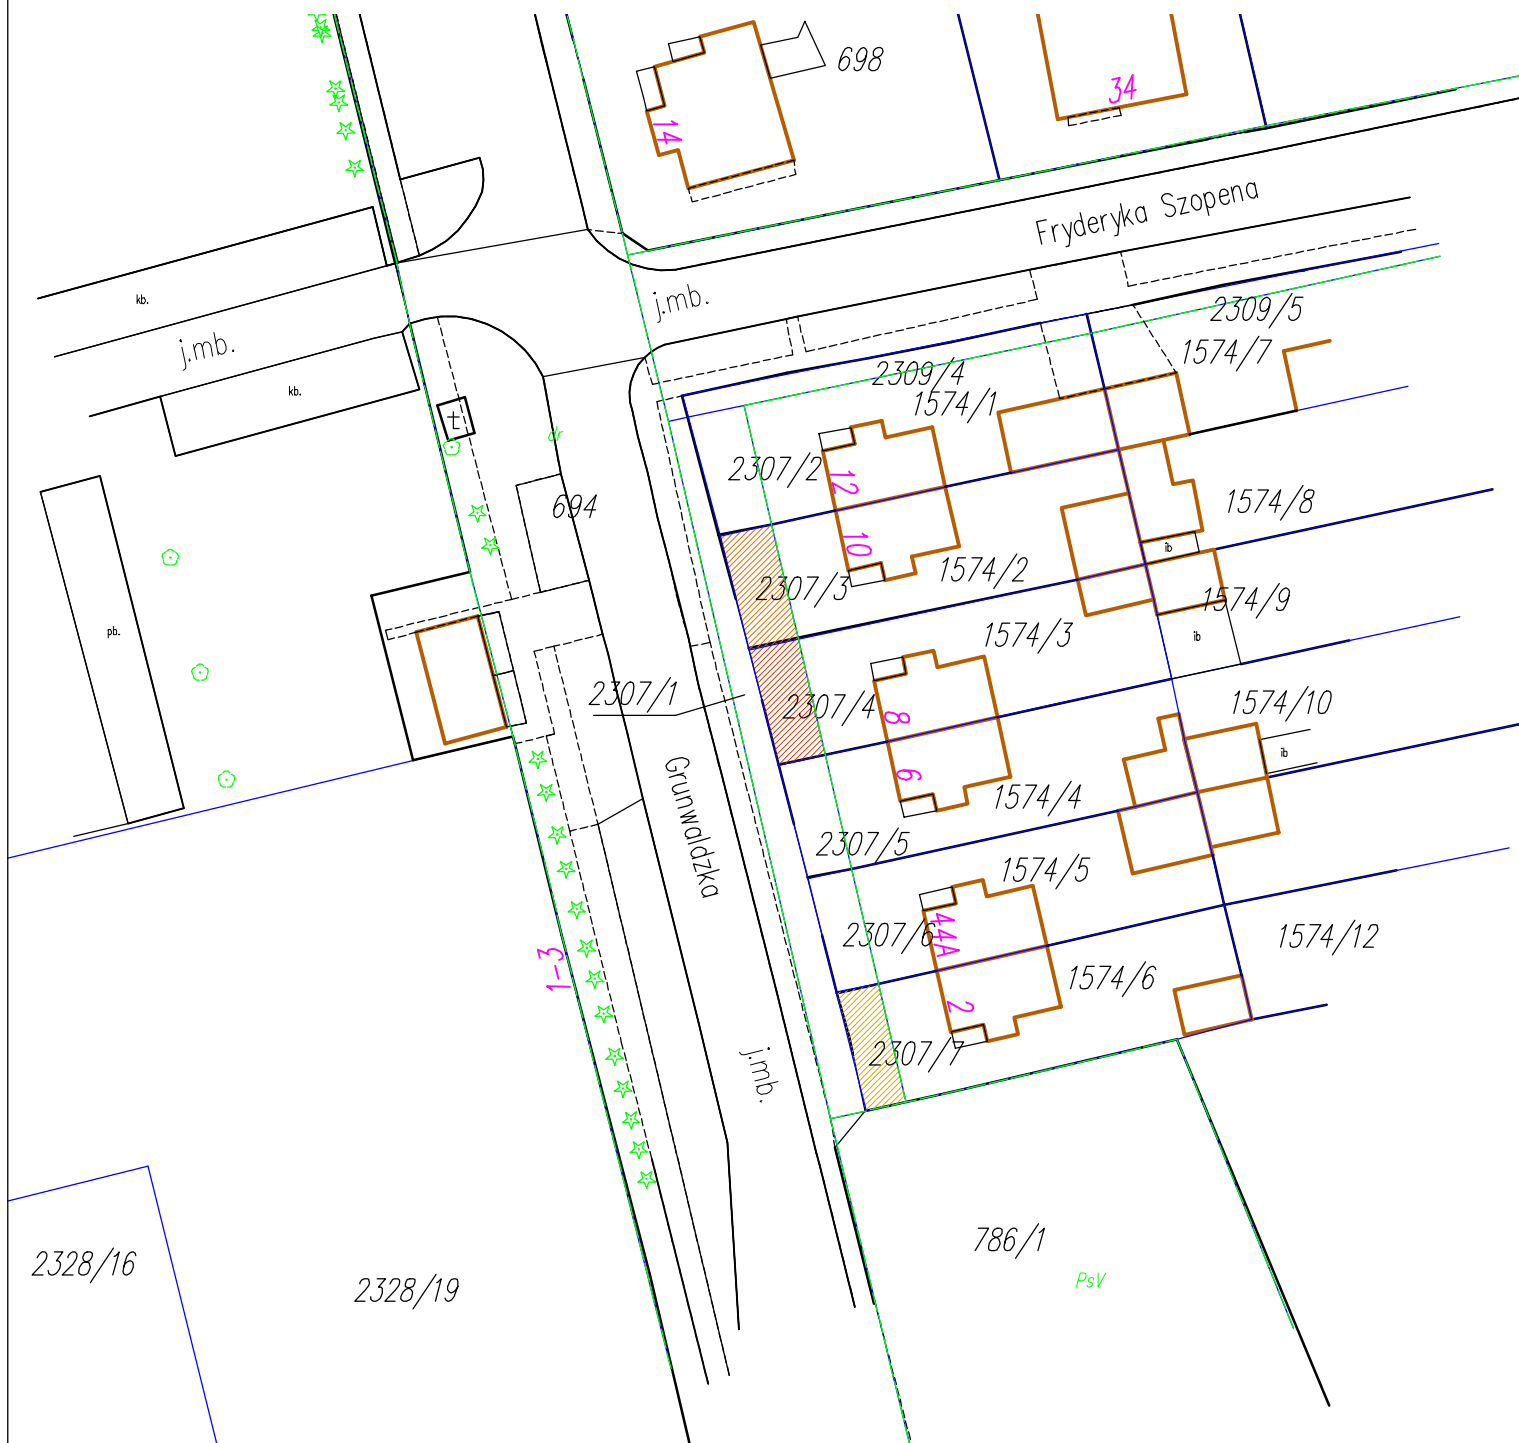 698
34
14
Fryderyka Szopena
kb.
j.mb.
2309/5
j.mb.
1574/7
2309/4
kb.
1574/1
t
dr
2307/2
12
1574/8
694
10
ib
1574/2
2307/3
1574/9
pb.
1574/3
ib
2307/1
2307/4
8
1574/10
ib
6
Grunwaldzka
1574/4
2307/5
1574/5
44A
2307/6
1574/12
1-3
1574/6
2
2307/7
j.mb.
786/1
2328/16
PsV
2328/19